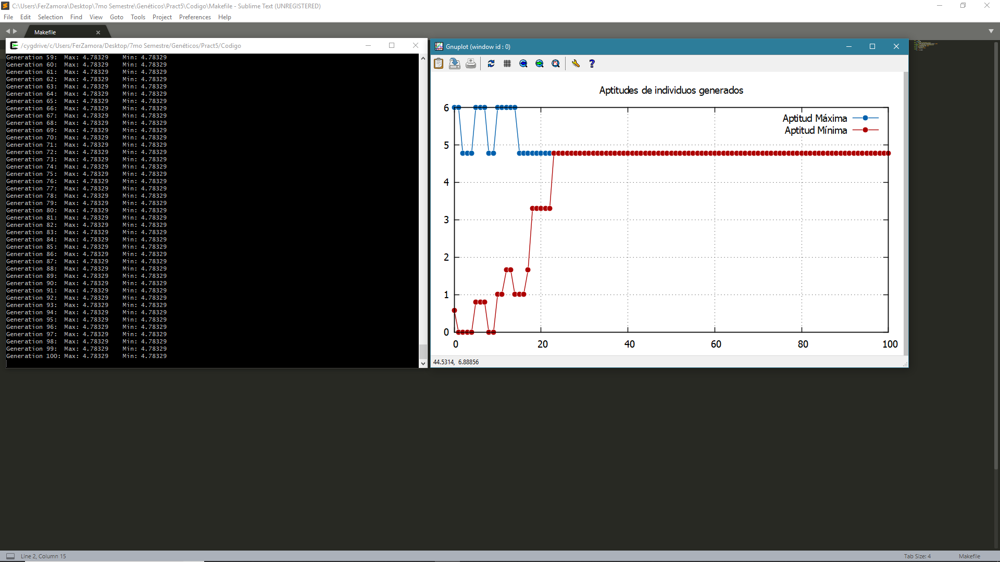 C:\Users\FerZamora\Desktop\7mo Semestre\Genéticos\Pract5\Codigo\Makefile - Sublime Text (UNREGISTERED)
File Edit Selection Find View Goto Tools Project Preferences Help
Makefile
/cygdrive/c/Users/FerZamora/Desktop/7mo Semestre/Genéticos/Pract5/Codigo
Generation 59: Max: 4.78329 Min: 4.78329
Generation 60: Max: 4.78329 Min: 4.78329
Generation 61: Max: 4.78329 Min: 4.78329
Generation 62: Max: 4.78329 Min: 4.78329
Generation 63: Max: 4.78329 Min: 4.78329
Generation 64: Max: 4.78329 Min: 4.78329
Generation 65: Max: 4.78329 Min: 4.78329
Generation 66: Max: 4.78329 Min: 4.78329
Generation 67: Max: 4.78329 Min: 4.78329
Generation 68: Max: 4.78329 Min: 4.78329
Generation 69: Max: 4.78329 Min: 4.78329
Generation 70: Max: 4.78329 Min: 4.78329
Generation 71: Max: 4.78329 Min: 4.78329
Generation 72: Max: 4.78329 Min: 4.78329
Generation 73: Max: 4.78329 Min: 4.78329
Generation 74: Max: 4.78329 Min: 4.78329
Generation 75: Max: 4.78329 Min: 4.78329
Generation 76: Max: 4.78329 Min: 4.78329
Generation 77: Max: 4.78329 Min: 4.78329
Generation 78: Max: 4.78329 Min: 4.78329
Generation 79: Max: 4.78329 Min: 4.78329
Generation 80: Max: 4.78329 Min: 4.78329
Generation 81: Max: 4.78329 Min: 4.78329
Generation 82: Max: 4.78329 Min: 4.78329
Generation 83: Max: 4.78329 Min: 4.78329
Generation 84: Max: 4.78329 Min: 4.78329
Generation 85: Max: 4.78329 Min: 4.78329
Generation 86: Max: 4.78329 Min: 4.78329
Generation 87: Max: 4.78329 Min: 4.78329
Generation 88: Max: 4.78329 Min: 4.78329
Generation 89: Max: 4.78329 Min: 4.78329
Generation 90: Max: 4.78329 Min: 4.78329
Generation 91: Max: 4.78329 Min: 4.78329
Generation 92: Max: 4.78329 Min: 4.78329
Generation 93: Max: 4.78329 Min: 4.78329
Generation 94: Max: 4.78329 Min: 4.78329
Generation 95: Max: 4.78329 Min: 4.78329
Generation 96: Max: 4.78329 Min: 4.78329
Generation 97: Max: 4.78329 Min: 4.78329
Generation 98: Max: 4.78329 Min: 4.78329
Generation 99: Max: 4.78329 Min: 4.78329
Generation 100: Max: 4.78329 Min: 4.78329
Gnuplot (window id : 0)
Aptitudes de individuos generados
Aptitud Máxima
Aptitud Mínima
6
5
4
3
2
1
0
0 20 40 60 80 100
44.5314, 6.88856
Line 2, Column 15
Tab Size: 4
Makefile